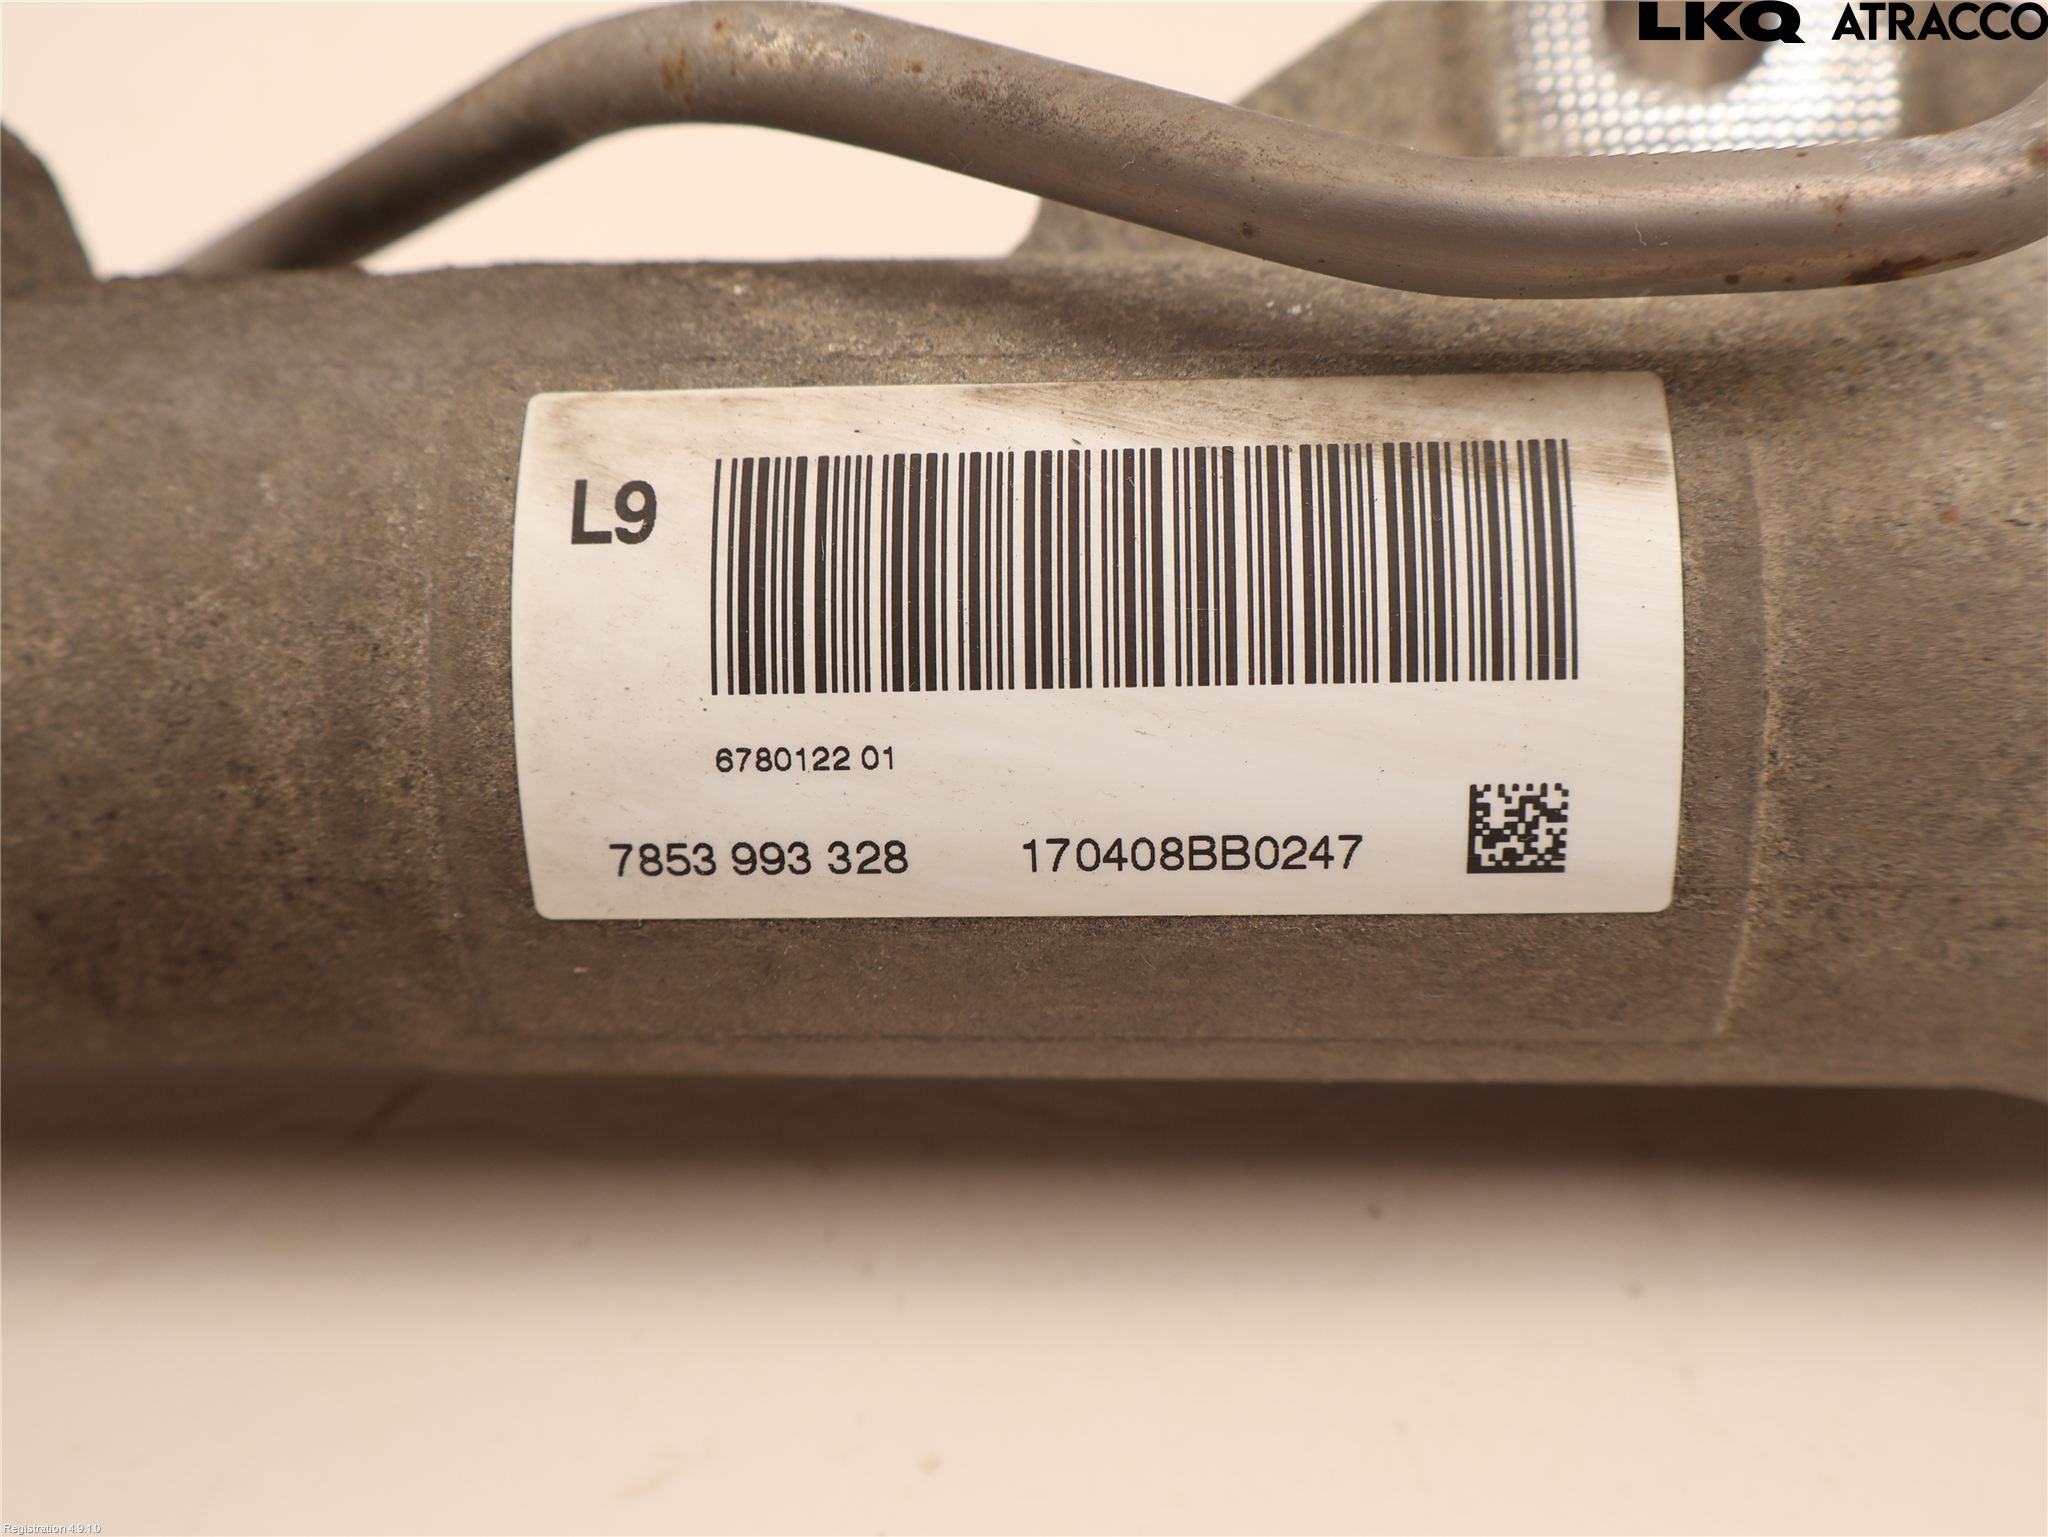 LKQ ATRACCO
L9
6780122 01
7853 993 328 170408BB0247
Registration 4.9.1.0